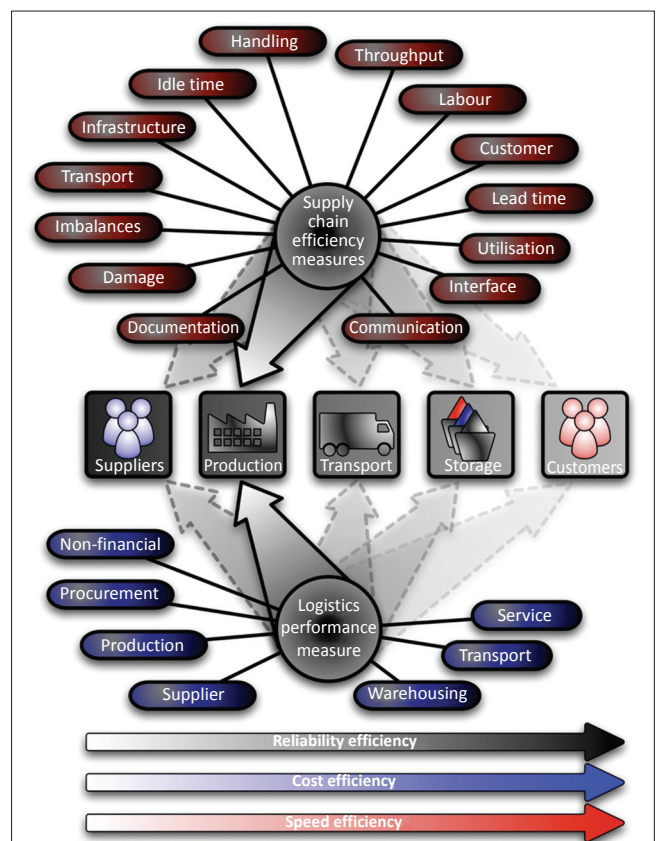 Handling
Throughput
Idle time
Labour
Infrastructure
Customer
Transport
Lead time
Supply
chain
efficiency
measures
Imbalances
Utilisation
Damage
Interface
Documentation
Communication
Suppliers
Production
Transport
Storage
Customers
Non-financial
Procurement
Production
Supplier
Logistics
performance
measure
Service
Transport
Warehousing
Reliability efficiency
Cost efficiency
Speed efficiency